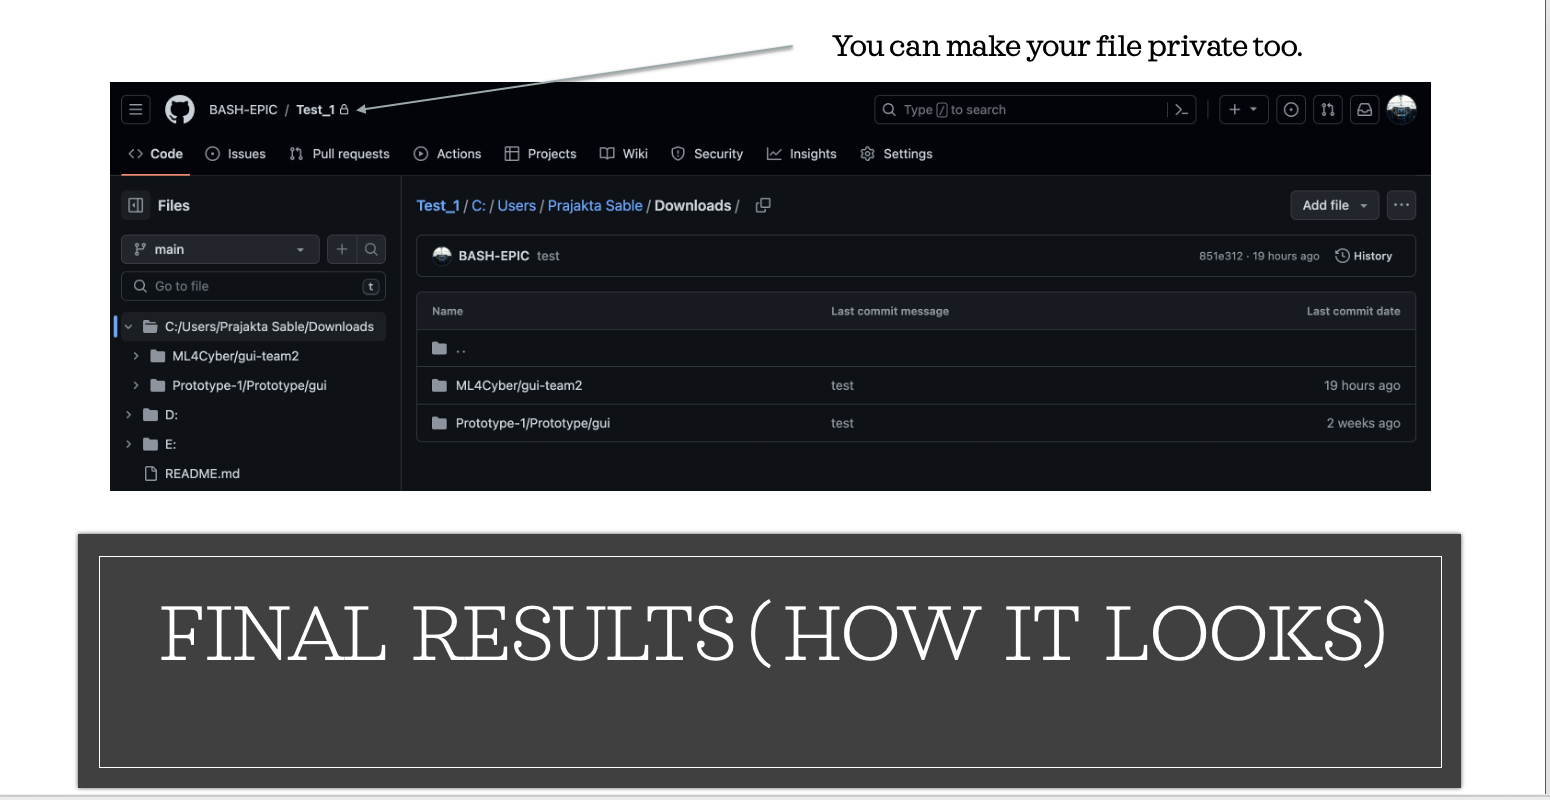 You can make your file private too.
BASH-EPIC / Test_1
Type / to search
Code Issues Pull requests Actions Projects Wiki Security Insights Settings
Files
Test_1 / C: / Users / Prajakta Sable / Downloads /
Add file
main
BASH-EPIC test
851e312 · 19 hours ago
History
Go to file t
Name Last commit message Last commit date
C:/Users/Prajakta Sable/Downloads
..
ML4Cyber/gui-team2
ML4Cyber/gui-team2 test 19 hours ago
Prototype-1/Prototype/gui
Prototype-1/Prototype/gui test 2 weeks ago
D:
E:
README.md
FINAL RESULTS(HOW IT LOOKS)